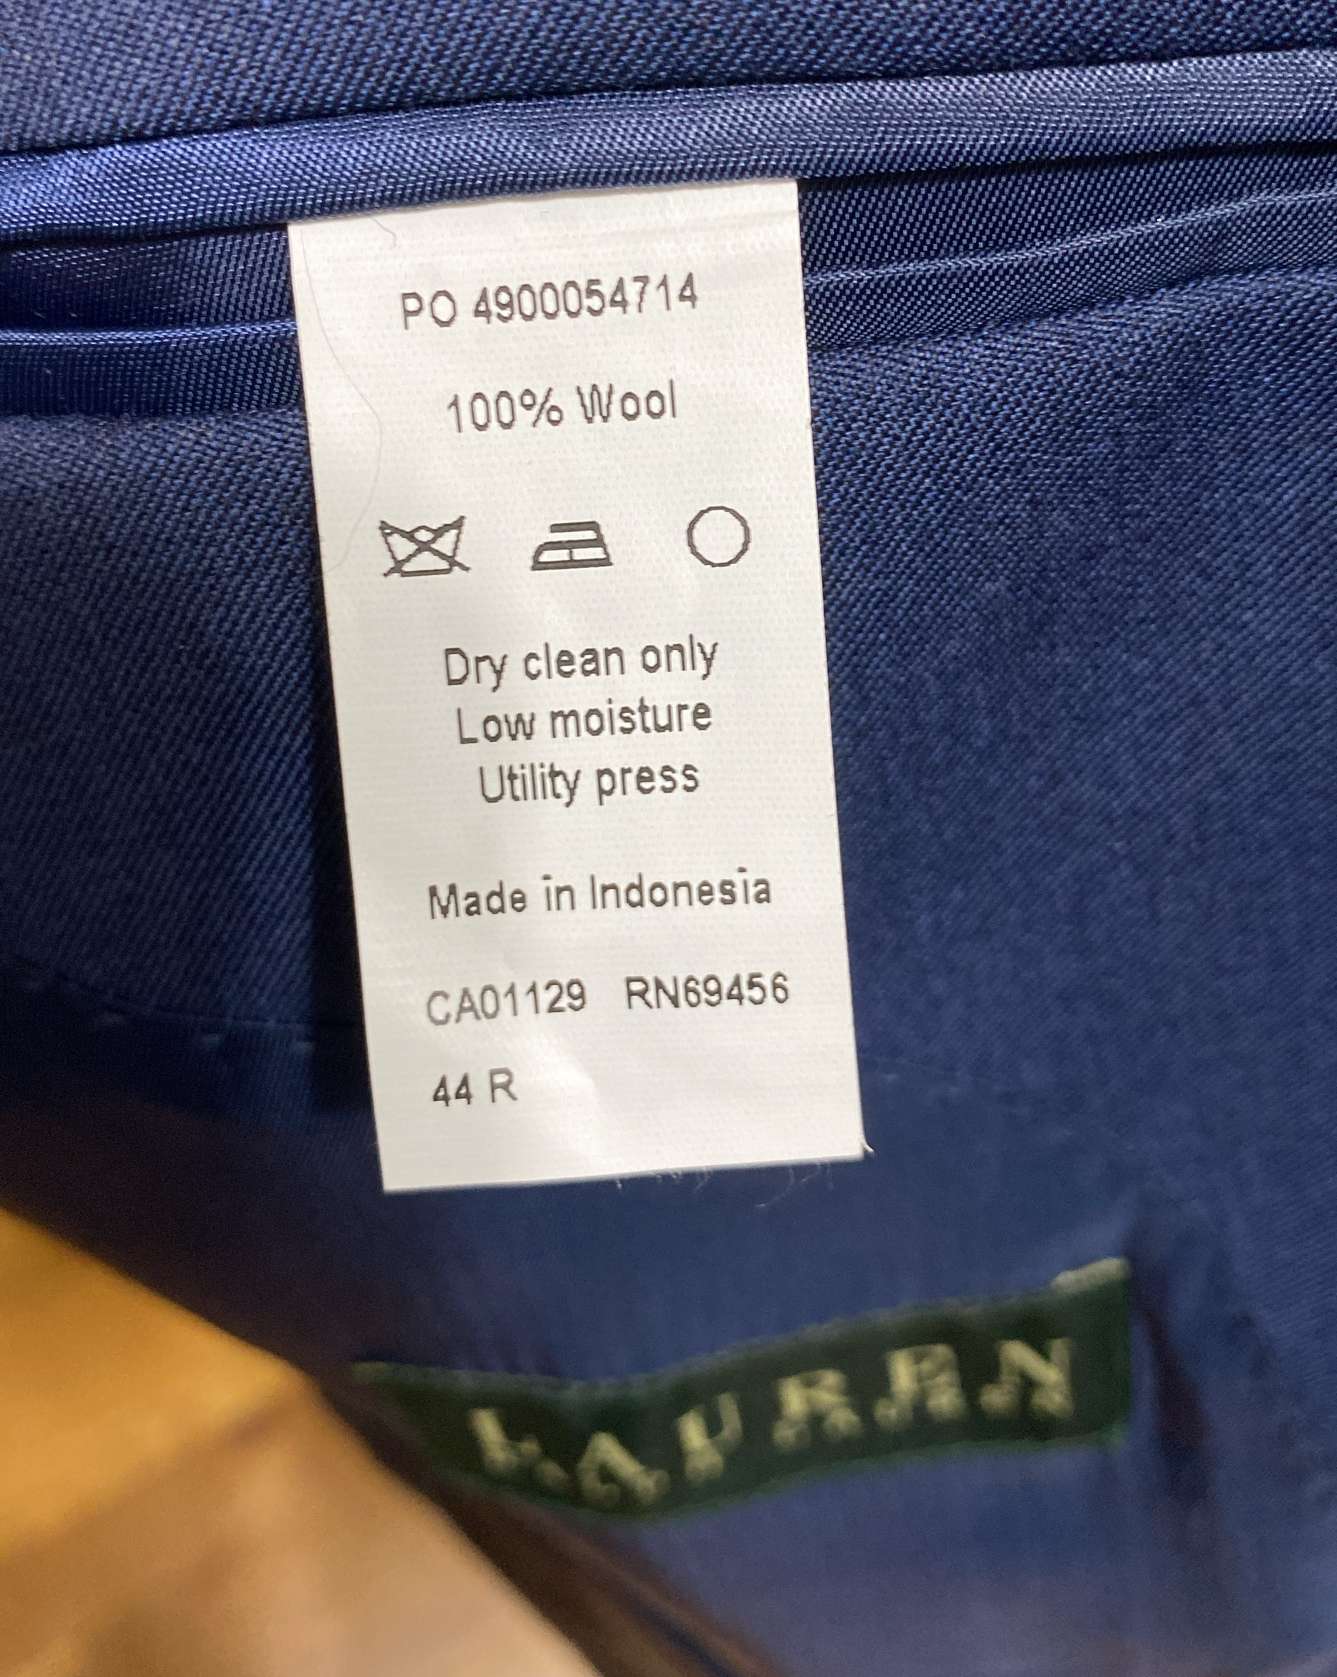 PO 4900054714
100% Wool
Dry clean only
Low moisture
Utility press
Made in Indonesia
CA01129 RN69456
44 R
LAUREN